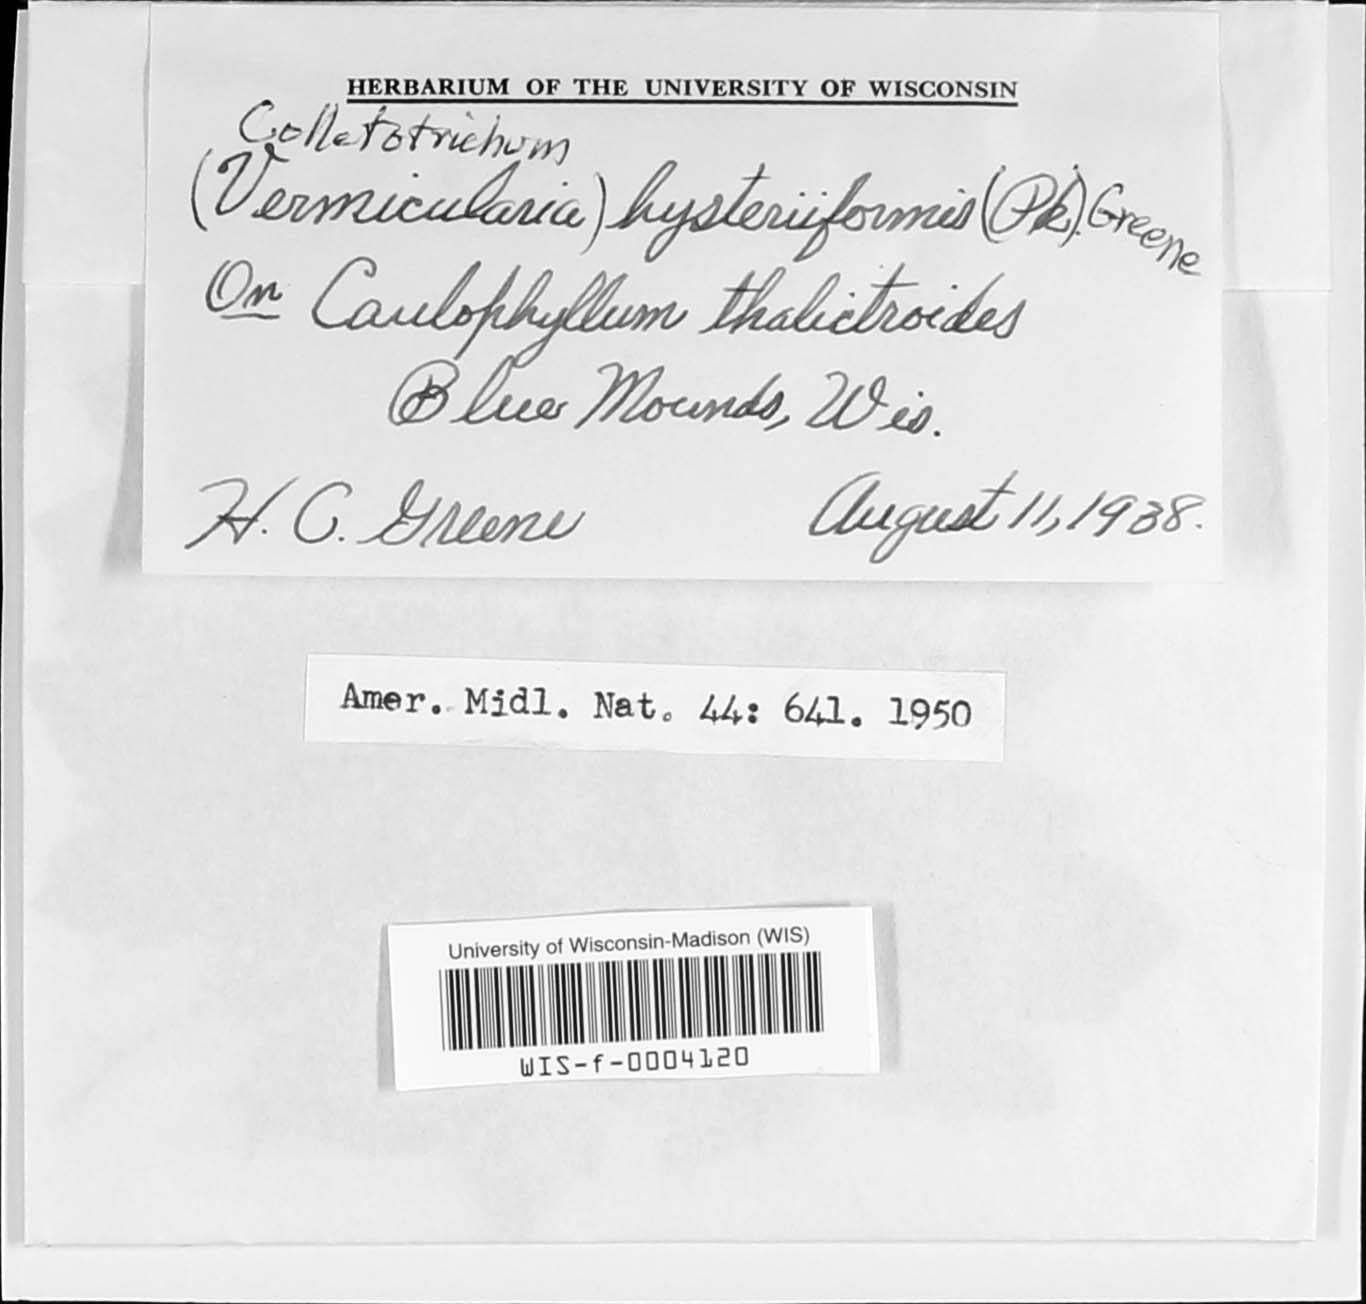 HERBARIUM OF THE UNIVERSITY OF WISCONSIN
Colletotrichum
(Vermicularia) hysteriiformis (Pk). Greene
On Caulophyllum thalictroides
Blue Mounds, Wis.
H. C. Greene August 11, 1938.
Amer. Midl. Nat. 44: 641. 1950
University of Wisconsin-Madison (WIS)
WIS-f-0004120